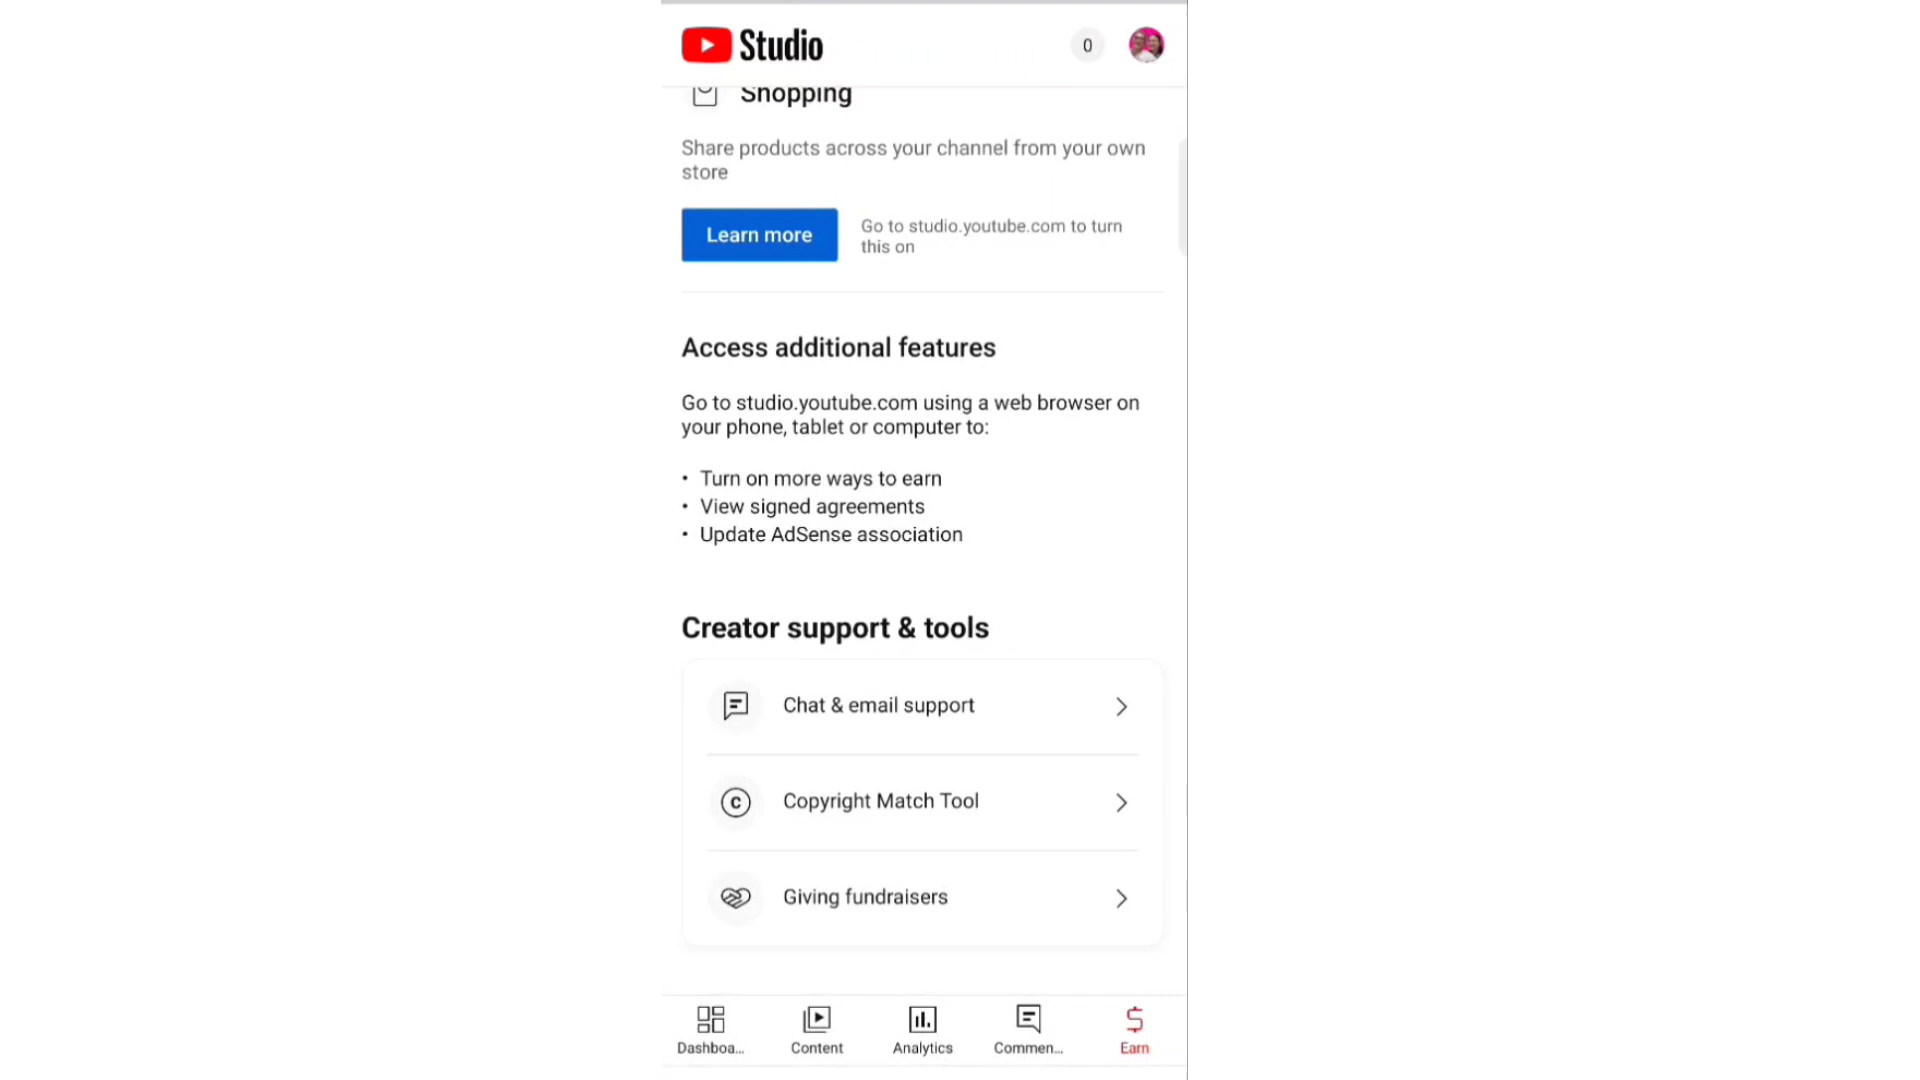 Studio
0
Shopping
Share products across your channel from your own
store
Learn more
Go to studio.youtube.com to turn
this on
Access additional features
Go to studio.youtube.com using a web browser on
your phone, tablet or computer to:
• Turn on more ways to earn
• View signed agreements
• Update AdSense association
Creator support & tools
Chat & email support
Copyright Match Tool
Giving fundraisers
Dashboa...
Content
Analytics
Commen...
Earn